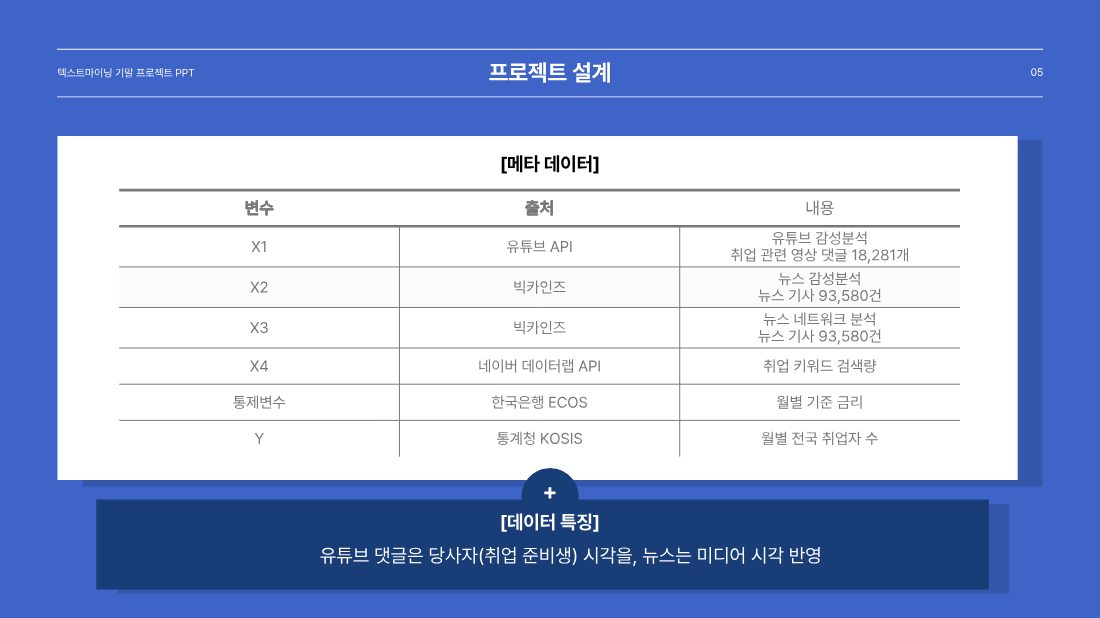 텍스트마이닝 기말 프로젝트 PPT
프로젝트 설계
05
[메타 데이터]
변수 출처 내용
X1 유튜브 API 유튜브 감성분석
취업 관련 영상 댓글 18,281개
X2 빅카인즈 뉴스 감성분석
뉴스 기사 93,580건
X3 빅카인즈 뉴스 네트워크 분석
뉴스 기사 93,580건
X4 네이버 데이터랩 API 취업 키워드 검색량
통제변수 한국은행 ECOS 월별 기준 금리
Y 통계청 KOSIS 월별 전국 취업자 수
+
[데이터 특징]
유튜브 댓글은 당사자(취업 준비생) 시각을, 뉴스는 미디어 시각 반영